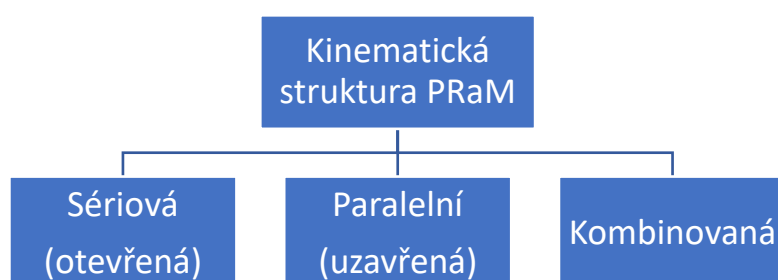 Kinematická
struktura PRaM
Sériová
(otevřená)
Paralelní
(uzavřená)
Kombinovaná